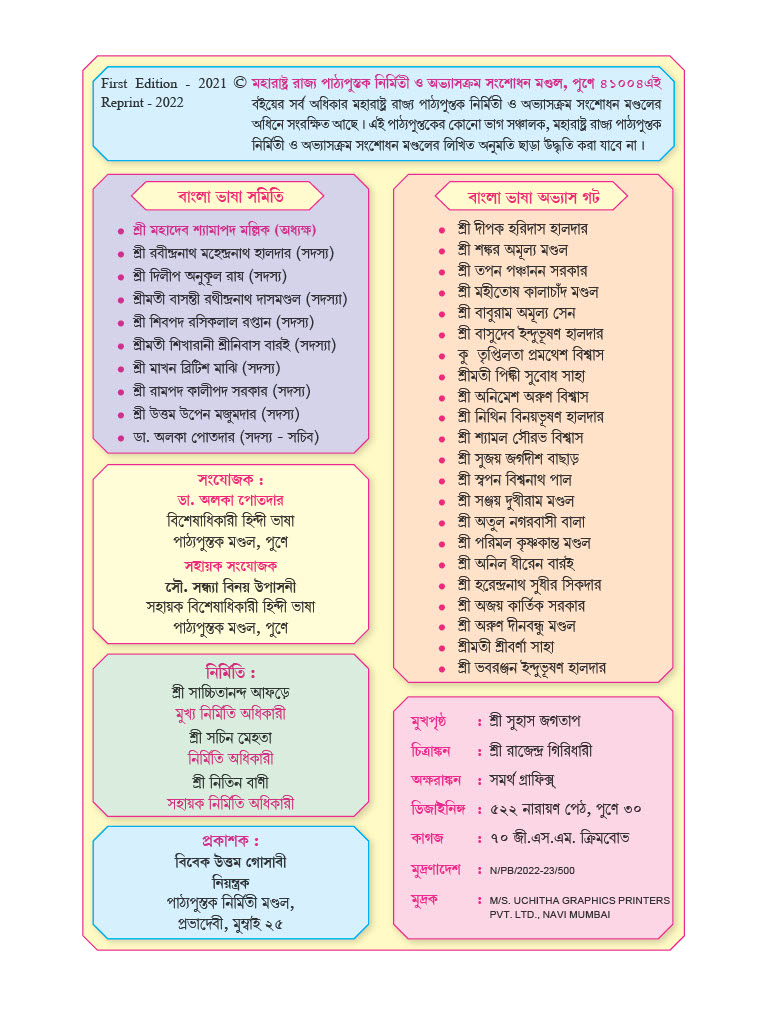 First Edition - 2021 © মহারাষ্ট্র রাজ্য পাঠ্যপুস্তক নির্মিতী ও অভ্যাসক্রম সংশোধন মণ্ডল, পুণে ৪১০০৪এই
Reprint - 2022 বইয়ের সর্ব অধিকার মহারাষ্ট্র রাজ্য পাঠ্যপুস্তক নির্মিতী ও অভ্যাসক্রম সংশোধন মণ্ডলের
অধিনে সংরক্ষিত আছে। এই পাঠ্যপুস্তকের কোনো ভাগ সঞ্চালক, মহারাষ্ট্র রাজ্য পাঠ্যপুস্তক
নির্মিতী ও অভ্যাসক্রম সংশোধন মণ্ডলের লিখিত অনুমতি ছাড়া উদ্ধৃতি করা যাবে না।
বাংলা ভাষা সমিতি
• শ্রী মহাদেব শ্যামাপদ মল্লিক (অধ্যক্ষ)
• শ্রী রবীন্দ্রনাথ মহেন্দ্রনাথ হালদার (সদস্য)
• শ্রী দিলীপ অনুকূল রায় (সদস্য)
• শ্রীমতী বাসন্তী রথীন্দ্রনাথ দাসমণ্ডল (সদস্যা)
• শ্রী শিবপদ রসিকলাল রপ্তান (সদস্য)
• শ্রীমতী শিখারানী শ্রীনিবাস বারই (সদস্যা)
• শ্রী মাখন ব্রিটিশ মাঝি (সদস্য)
• শ্রী রামপদ কালীপদ সরকার (সদস্য)
• শ্রী উত্তম উপেন মজুমদার (সদস্য)
• ডা. অলকা পোতদার (সদস্য - সচিব)
সংযোজক :
ডা. অলকা পোতদার
বিশেষাধিকারী হিন্দী ভাষা
পাঠ্যপুস্তক মণ্ডল, পুণে
সহায়ক সংযোজক
সৌ. সন্ধ্যা বিনয় উপাসনী
সহায়ক বিশেষাধিকারী হিন্দী ভাষা
পাঠ্যপুস্তক মণ্ডল, পুণে
নির্মিতি :
শ্রী সাচ্চিতানন্দ আফড়ে
মুখ্য নির্মিতি অধিকারী
শ্রী সচিন মেহতা
নির্মিতি অধিকারী
শ্রী নিতিন বাণী
সহায়ক নির্মিতি অধিকারী
প্রকাশক :
বিবেক উত্তম গোসাবী
নিয়ন্ত্রক
পাঠ্যপুস্তক নির্মিতী মণ্ডল,
প্রভাদেবী, মুম্বাই ২৫
বাংলা ভাষা অভ্যাস গট
• শ্রী দীপক হরিদাস হালদার
• শ্রী শঙ্কর অমূল্য মণ্ডল
• শ্রী তপন পঞ্চানন সরকার
• শ্রী মহীতোষ কালাচাঁদ মণ্ডল
• শ্রী বাবুরাম অমূল্য সেন
• শ্রী বাসুদেব ইন্দুভূষণ হালদার
• কু তৃপ্তিলতা প্রমথেশ বিশ্বাস
• শ্রীমতী পিঙ্কী সুবোধ সাহা
• শ্রী অনিমেশ অরুণ বিশ্বাস
• শ্রী নিথিন বিনয়ভূষণ হালদার
• শ্রী শ্যামল সৌরভ বিশ্বাস
• শ্রী সুজয় জগদীশ বাছাড়
• শ্রী স্বপন বিশ্বনাথ পাল
• শ্রী সঞ্জয় দুখীরাম মণ্ডল
• শ্রী অতুল নগরবাসী বালা
• শ্রী পরিমল কৃষ্ণকান্ত মণ্ডল
• শ্রী অনিল ধীরেন বারই
• শ্রী হরেন্দ্রনাথ সুধীর সিকদার
• শ্রী অজয় কার্তিক সরকার
• শ্রী অরুণ দীনবন্ধু মণ্ডল
• শ্রীমতী শ্রীবর্ণা সাহা
• শ্রী ভবরঞ্জন ইন্দুভূষণ হালদার
মুখপৃষ্ঠ : শ্রী সুহাস জগতাপ
চিত্রাঙ্কন : শ্রী রাজেন্দ্র গিরিধারী
অক্ষরাঙ্কন : সমর্থ গ্রাফিক্স্
ডিজাইনিঙ্গ : ৫২২ নারায়ণ পেঠ, পুণে ৩০
কাগজ : ৭০ জী.এস.এম. ক্রিমবোভ
মুদ্রণাদেশ : N/PB/2022-23/500
মুদ্রক : M/S. UCHITHA GRAPHICS PRINTERS
PVT. LTD., NAVI MUMBAI